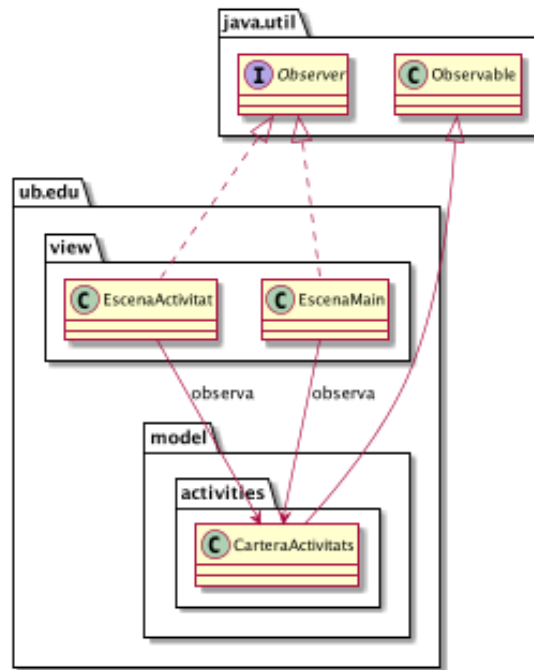 java.util
I Observer
C Observable
ub.edu
view
C EscenaActivitat
C EscenaMain
observa
observa
model
activities
C CarteraActivitats